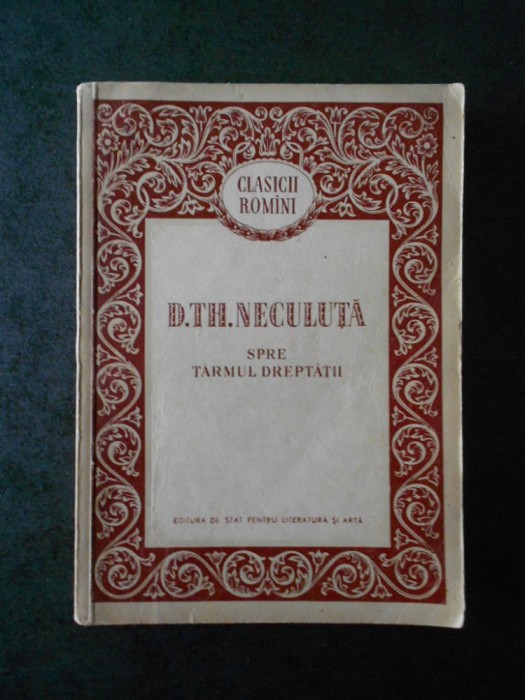 CLASICII
ROMÎNI
D.TH.NECULUȚĂ
SPRE
ȚĂRMUL DREPTĂȚII
EDITURA DE STAT PENTRU LITERATURĂ ȘI ARTĂ